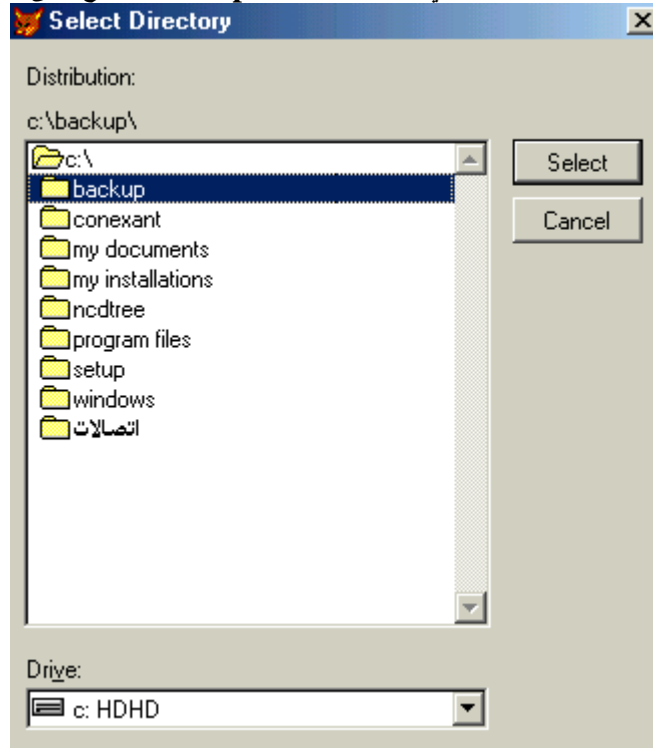 Select Directory
Distribution:
c:\backup\
c:\
backup
conexant
my documents
my installations
ncdtree
program files
setup
windows
اتصالات
Select
Cancel
Drive:
c: HDHD